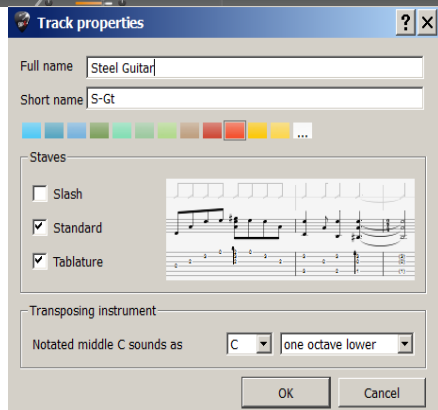 Track properties
Full name Steel Guitar
Short name S-Gt
...
Staves
Slash
Standard
Tablature
Transposing instrument
Notated middle C sounds as C one octave lower
OK Cancel